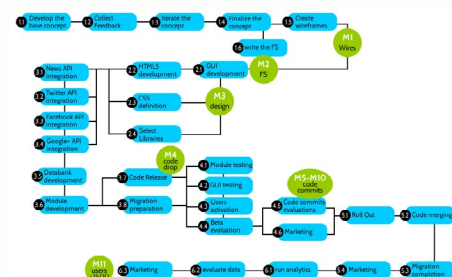 1.1 Develop the
base concept
1.2 Collect
Feedback
1.3 Iterate the
concept
1.4 Finalize the
concept
1.5 Create
wireframes
1.6 write the FS
M1
Wires
M2
FS
2.1 GUI
development
2.2 HTML5
development
3.1 News API
integration
3.2 Twitter API
integration
2.3 CSS
definition
M3
design
3.3 Facebook API
integration
2.4 Select
Libraries
3.4 Google+ API
integration
M4
code
drop
3.5 Databank
development
3.7 Code Release
4.1 Module testing
4.2 GUI testing
M5-M10
code
commits
3.6 Module
development
3.8 Migration
preparation
4.3 Users
activation
4.5 Code commits
evaluations
4.4 Beta
evaluation
4.6 Marketing
5.1 Roll Out
5.2 Code merging
M11
users
6.3 Marketing
6.2 evaluate data
6.1 run analytics
5.4 Marketing
5.3 Migration
completion